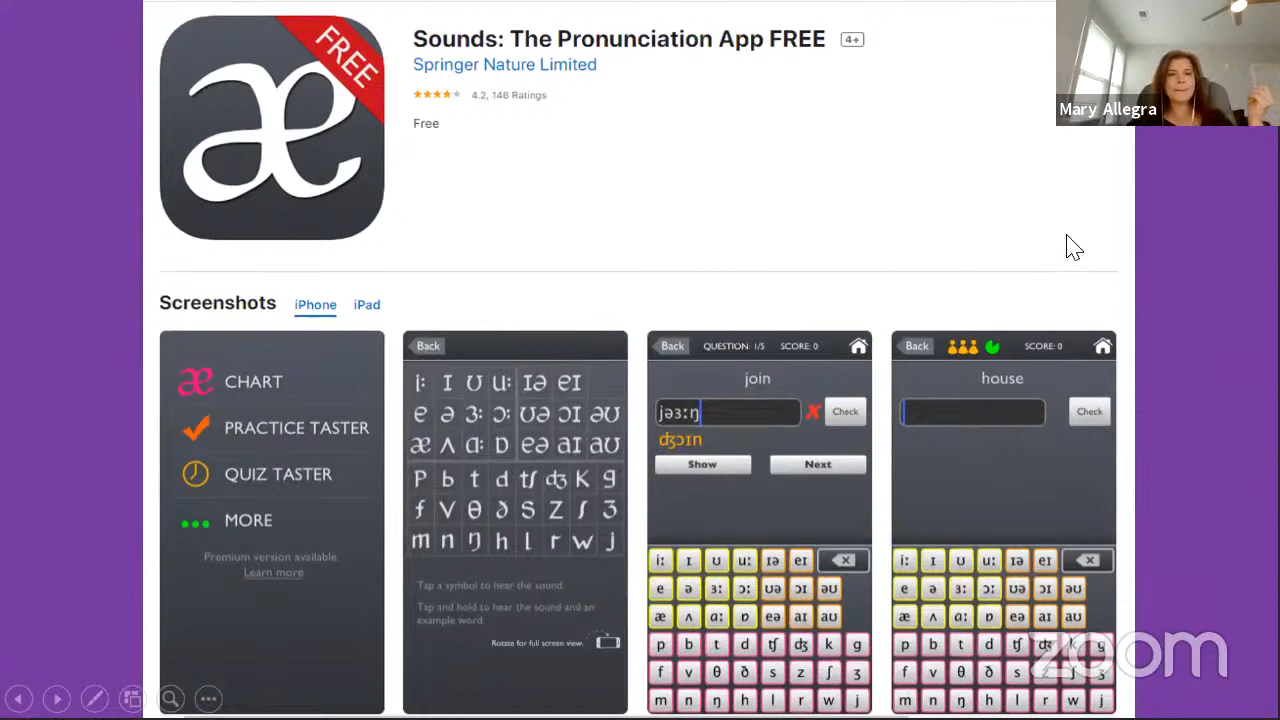 FREE
æ
Sounds: The Pronunciation App FREE 4+
Springer Nature Limited
4.2, 146 Ratings
Free
Mary Allegra
Screenshots iPhone iPad
æ CHART
PRACTICE TASTER
QUIZ TASTER
MORE
Premium version available.
Learn more
Back
iː ɪ ʊ uː ɪə eɪ
e ə ɜː ɔː ʊə ɔɪ əʊ
æ ʌ ɑː ɒ eə aɪ aʊ
p b t d tʃ dʒ k g
f v θ ð s z ʃ ʒ
m n ŋ h l r w j
Tap a symbol to hear the sound.
Tap and hold to hear the sound and an
example word.
Rotate for full screen view.
Back QUESTION: 1/5 SCORE: 0
join
jəɜːŋ Check
dʒɔɪn
Show Next
iː ɪ ʊ uː ɪə eɪ
e ə ɜː ɔː ʊə ɔɪ əʊ
æ ʌ ɑː ɒ eə aɪ aʊ
p b t d tʃ dʒ k g
f v θ ð s z ʃ ʒ
m n ŋ h l r w j
Back SCORE: 0
house
Check
iː ɪ ʊ uː ɪə eɪ
e ə ɜː ɔː ʊə ɔɪ əʊ
æ ʌ ɑː ɒ eə aɪ aʊ
p b t d tʃ dʒ k g
f v θ ð s z ʃ ʒ
m n ŋ h l r w j
zoom